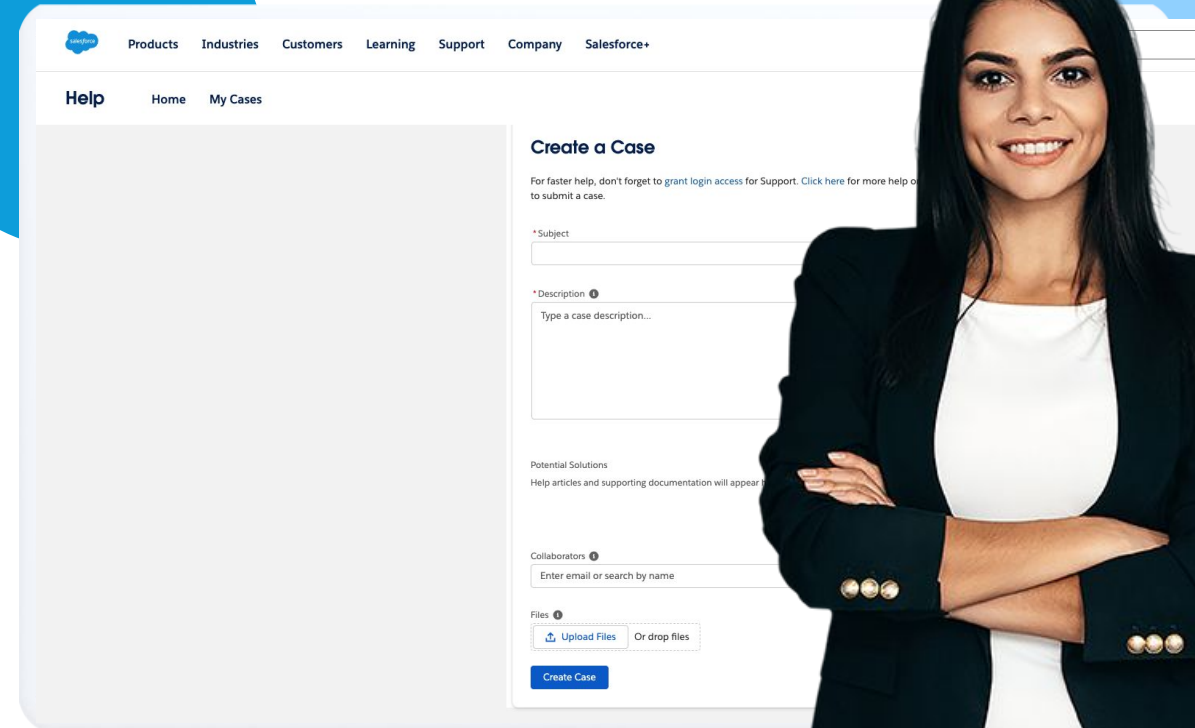 salesforce
Products Industries Customers Learning Support Company Salesforce+
Help Home My Cases
Create a Case
For faster help, don't forget to grant login access for Support. Click here for more help
to submit a case.
*Subject
*Description
Type a case description...
Potential Solutions
Help articles and supporting documentation will appear
Collaborators
Enter email or search by name
Files
Upload Files Or drop files
Create Case